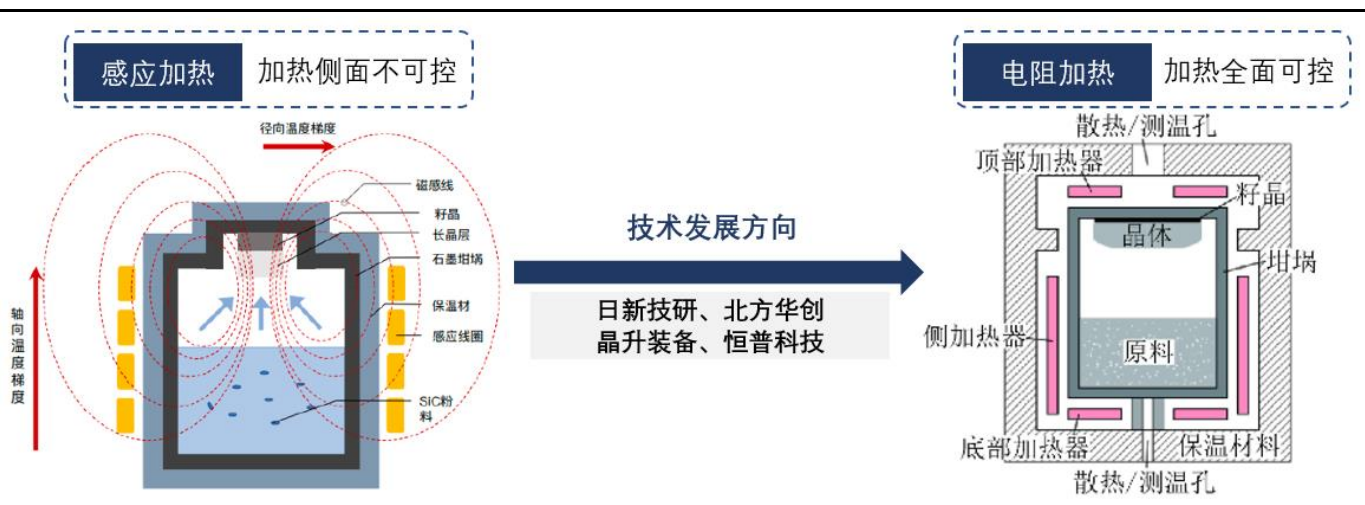 感应加热
加热侧面不可控
径向温度梯度
磁感线
籽晶
长晶层
石墨坩埚
保温材
感应线圈
SiC粉
料
轴向温度梯度
技术发展方向
日新技研、北方华创
晶升装备、恒普科技
电阻加热
加热全面可控
散热/测温孔
顶部加热器
籽晶
晶体
坩埚
侧加热器
原料
底部加热器
保温材料
散热/测温孔